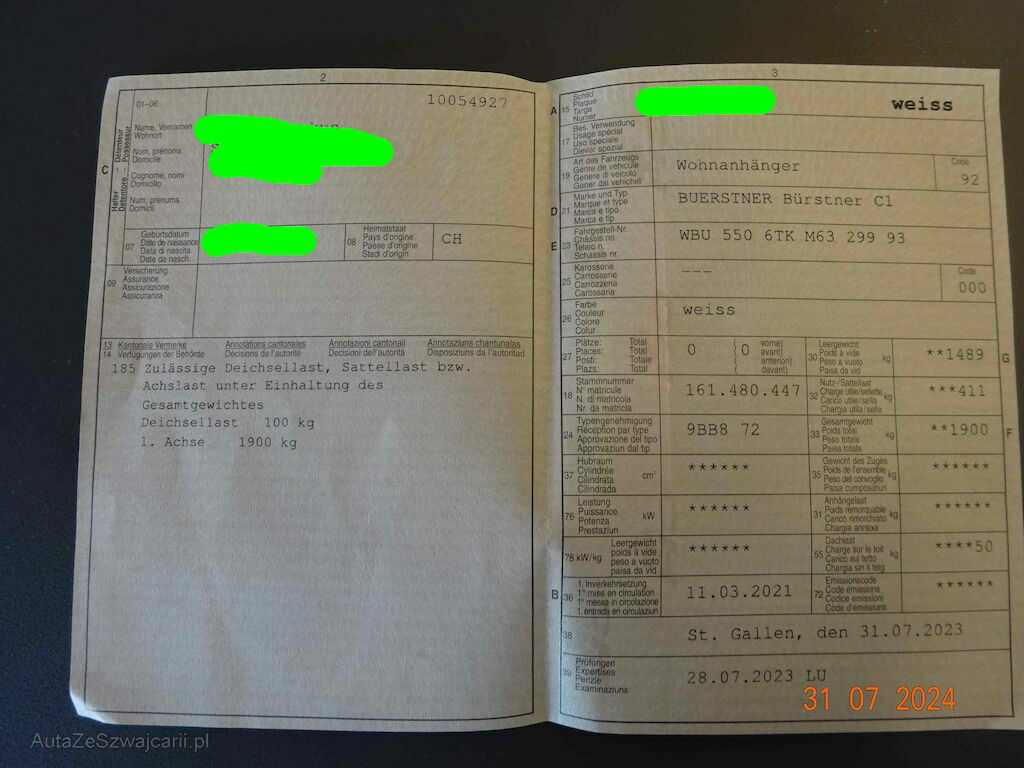 2
01-06
10054927
C
Halter Détenteur
Detentore Possessur
Name, Vornamen
Wohnort
Nom, prénoms
Domicile
Cognome, nomi
Domicilio
Num, prenums
Domicil
07
Geburtsdatum
Date de naissance
Data di nascita
Data da nasch.
08
Heimatstaat
Pays d'origine
Paese d'origine
Stadi d'origin
CH
09
Versicherung
Assurance
Assicurazione
Assicuranza
13 Kantonale Vermerke Annotations cantonales Annotazioni cantonali Annotaziuns chantunalas
14 Verfügungen der Behörde Décisions de l'autorité Decisioni dell'autorità Disposiziuns da l'autoritad
185 Zulässige Deichsellast, Sattellast bzw.
Achslast unter Einhaltung des
Gesamtgewichtes
Deichsellast 100 kg
1. Achse 1900 kg
3
A 15
Schild
Plaque
Targa
Numer
weiss
17
Bes. Verwendung
Usage spécial
Uso speciale
Diever spezial
19
Art des Fahrzeugs
Genre de véhicule
Genere di veicolo
Gener dal vehichel
Wohnanhänger
Code
92
D 21
Marke und Typ
Marque et type
Marca e tipo
Marca e tip
BUERSTNER Bürstner C1
E 23
Fahrgestell-Nr.
Châssis no
Telaio n.
Schassis nr.
WBU 550 6TK M63 299 93
25
Karosserie
Carrosserie
Carrozzeria
Carossaria
---
Code
000
26
Farbe
Couleur
Colore
Colur
weiss
27
Plätze: Total
Places: Total
Posti: Totale
Plazs: Total
0
( 0
vorne)
avant)
anteriori)
davant)
30
Leergewicht
Poids à vide
Peso a vuoto
Paisa da vid
kg
**1489
G
18
Stammnummer
N° matricule
N. di matricola
Nr. da matricla
161.480.447
32
Nutz-/Sattellast
Charge utile/sellette
Carico utile/sella
Chargia utila/sella
kg
***411
24
Typengenehmigung
Réception par type
Approvazione del tipo
Approvaziun dal tip
9BB8 72
33
Gesamtgewicht
Poids total
Peso totale
Paisa totala
kg
**1900
F
37
Hubraum
Cylindrée
Cilindrata
Cilindrada
cm³
******
35
Gewicht des Zuges
Poids de l'ensemble
Peso del convoglio
Paisa cumposiziun
kg
******
76
Leistung
Puissance
Potenza
Prestaziun
kW
******
31
Anhängelast
Poids remorquable
Carico rimorchiato
Chargia annexa
kg
******
78 kW/kg
Leergewicht
poids à vide
peso a vuoto
paisa da vid
******
55
Dachlast
Charge sur le toit
Carico sul tetto
Chargia sin il tetg
kg
****50
B 36
1. Inverkehrsetzung
1re mise en circulation
1a messa in circolazione
1. entrada en circulaziun
11.03.2021
72
Emissionscode
Code émissions
Codice emissioni
Code d'emissiuns
******
38
St. Gallen, den 31.07.2023
39
Prüfungen
Expertises
Perizie
Examinaziuns
28.07.2023 LU
31 07 2024
AutaZeSzwajcarii.pl